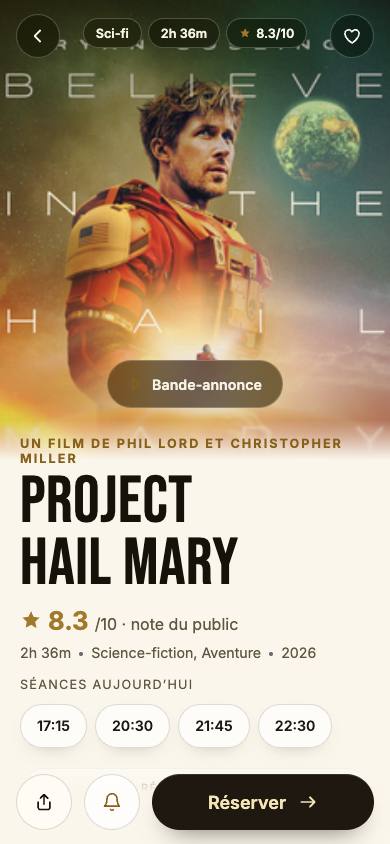 Sci-fi 2h 36m ★ 8.3/10
BELIEVE
IN THE
HAIL
Bande-annonce
UN FILM DE PHIL LORD ET CHRISTOPHER
MILLER
PROJECT
HAIL MARY
★ 8.3 /10 · note du public
2h 36m • Science-fiction, Aventure • 2026
SÉANCES AUJOURD’HUI
17:15 20:30 21:45 22:30
Réserver →